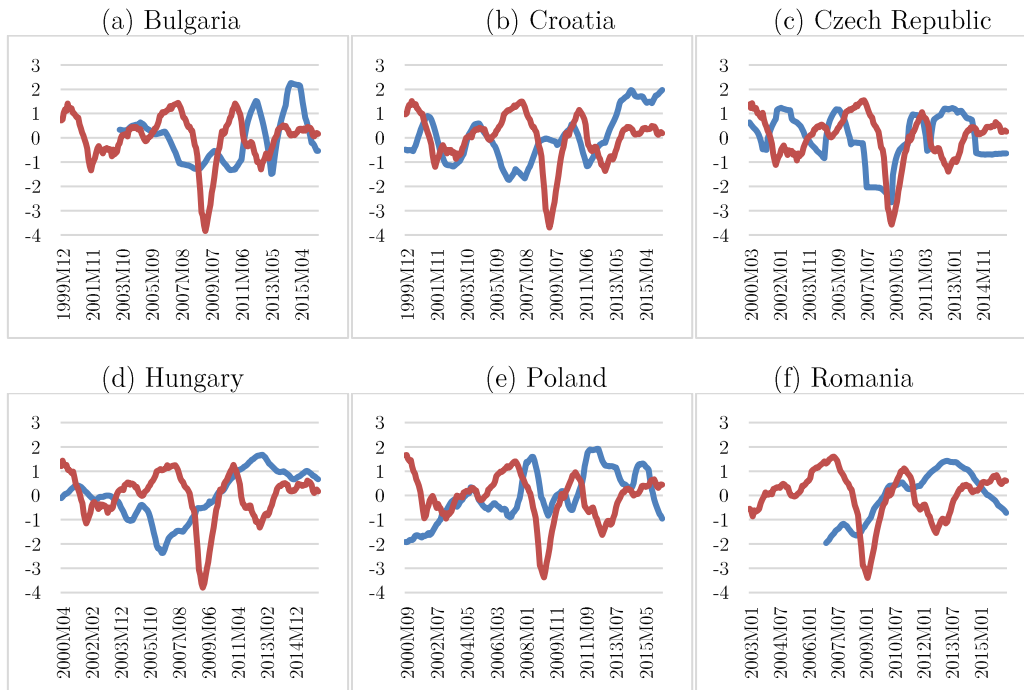 (a) Bulgaria
(b) Croatia
(c) Czech Republic
3
2
1
0
-1
-2
-3
-4
1999M12
2001M11
2003M10
2005M09
2007M08
2009M07
2011M06
2013M05
2015M04
3
2
1
0
-1
-2
-3
-4
1999M12
2001M11
2003M10
2005M09
2007M08
2009M07
2011M06
2013M05
2015M04
3
2
1
0
-1
-2
-3
-4
2000M03
2002M01
2003M11
2005M09
2007M07
2009M05
2011M03
2013M01
2014M11
(d) Hungary
(e) Poland
(f) Romania
3
2
1
0
-1
-2
-3
-4
2000M04
2002M02
2003M12
2005M10
2007M08
2009M06
2011M04
2013M02
2014M12
3
2
1
0
-1
-2
-3
-4
2000M09
2002M07
2004M05
2006M03
2008M01
2009M11
2011M09
2013M07
2015M05
3
2
1
0
-1
-2
-3
-4
2003M01
2004M07
2006M01
2007M07
2009M01
2010M07
2012M01
2013M07
2015M01